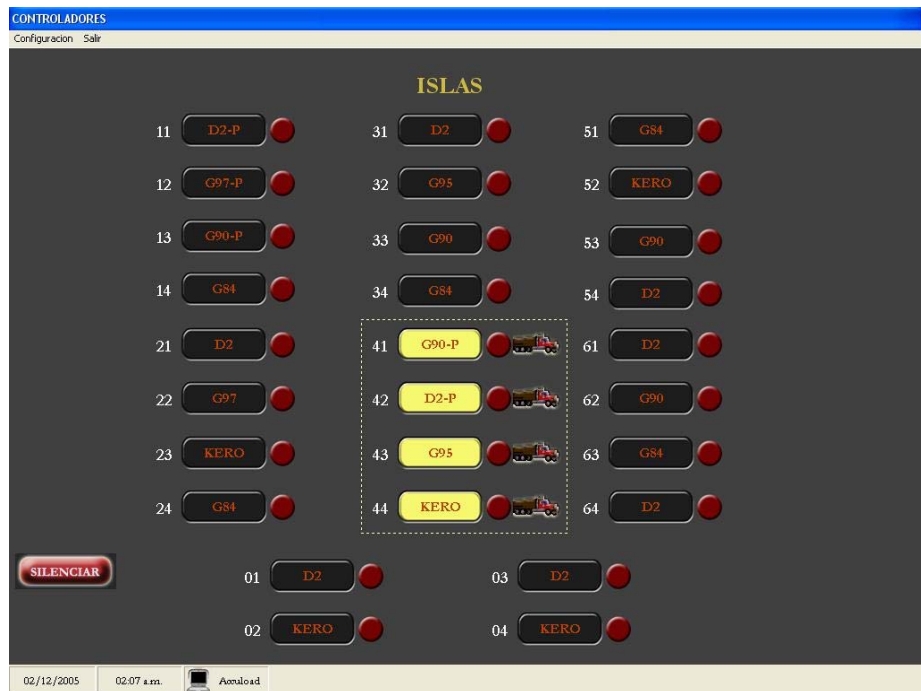 CONTROLADORES
Configuracion Salir
ISLAS
11 D2-P 31 D2 51 G84
12 G97-P 32 G95 52 KERO
13 G90-P 33 G90 53 G90
14 G84 34 G84 54 D2
21 D2 41 G90-P 61 D2
22 G97 42 D2-P 62 G90
23 KERO 43 G95 63 G84
24 G84 44 KERO 64 D2
SILENCIAR
01 D2 03 D2
02 KERO 04 KERO
02/12/2005 02:07 a.m. Accuload